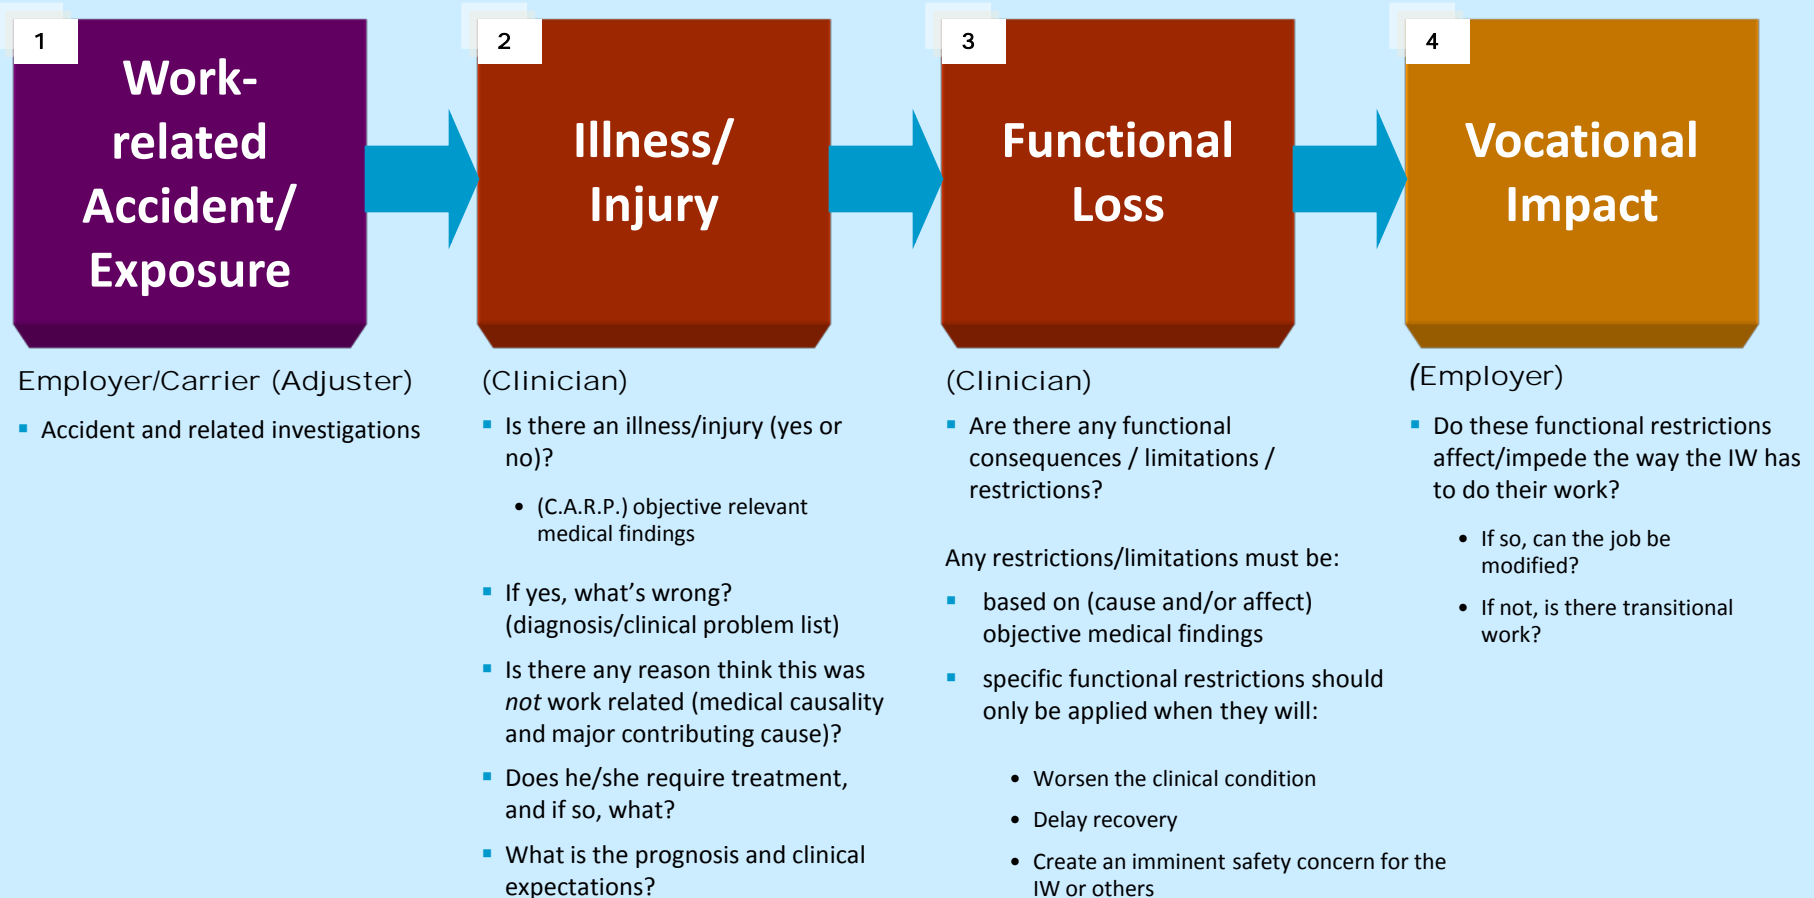 1
Work-
related
Accident/
Exposure
Employer/Carrier (Adjuster)
▪ Accident and related investigations
2
Illness/
Injury
(Clinician)
▪ Is there an illness/injury (yes or
no)?
• (C.A.R.P.) objective relevant
medical findings
▪ If yes, what’s wrong?
(diagnosis/clinical problem list)
▪ Is there any reason think this was
not work related (medical causality
and major contributing cause)?
▪ Does he/she require treatment,
and if so, what?
▪ What is the prognosis and clinical
expectations?
3
Functional
Loss
(Clinician)
▪ Are there any functional
consequences / limitations /
restrictions?
Any restrictions/limitations must be:
▪ based on (cause and/or affect)
objective medical findings
▪ specific functional restrictions should
only be applied when they will:
• Worsen the clinical condition
• Delay recovery
• Create an imminent safety concern for the
IW or others
4
Vocational
Impact
(Employer)
▪ Do these functional restrictions
affect/impede the way the IW has
to do their work?
• If so, can the job be
modified?
• If not, is there transitional
work?